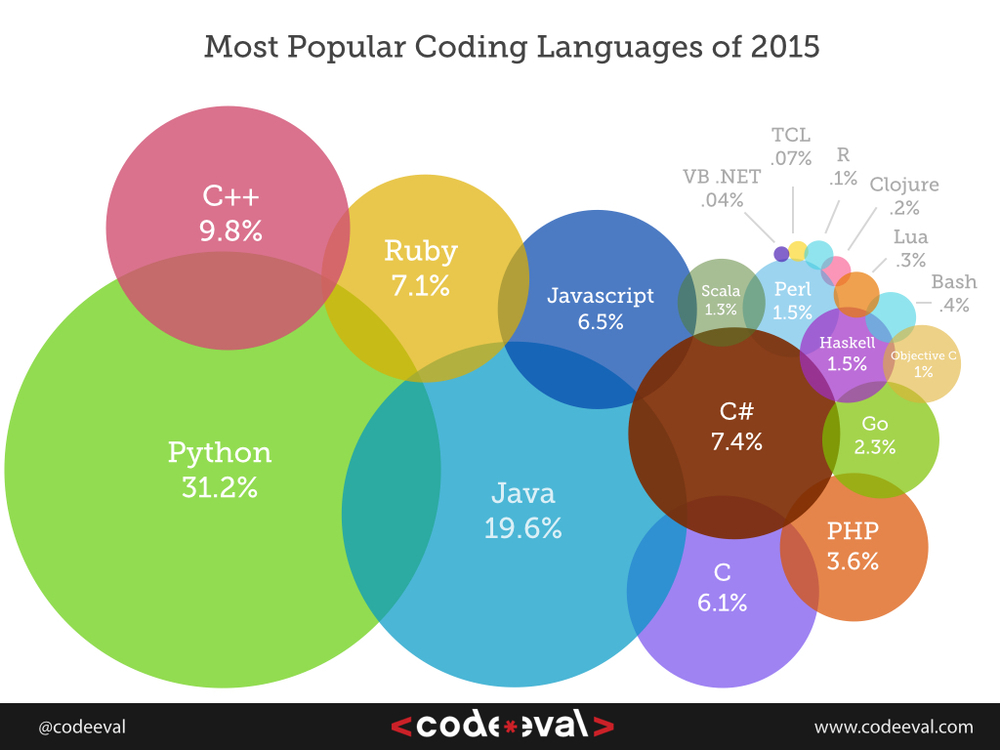 Most Popular Coding Languages of 2015
TCL
.07%
R
.1%
VB .NET
.04%
Clojure
.2%
C++
9.8%
Lua
.3%
Ruby
7.1%
Bash
.4%
Javascript
6.5%
Scala
1.3%
Perl
1.5%
Haskell
1.5%
Objective C
1%
C#
7.4%
Go
2.3%
Python
31.2%
Java
19.6%
PHP
3.6%
C
6.1%
@codeeval
<code*eval>
www.codeeval.com